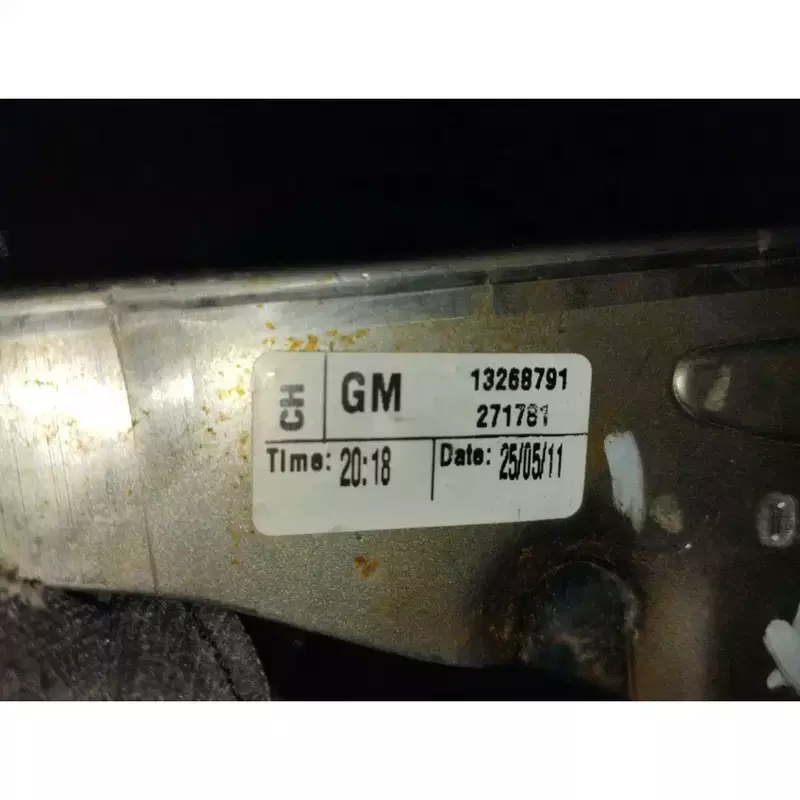 CH
GM 13268791
271781
Time: 20:18 Date: 25/05/11